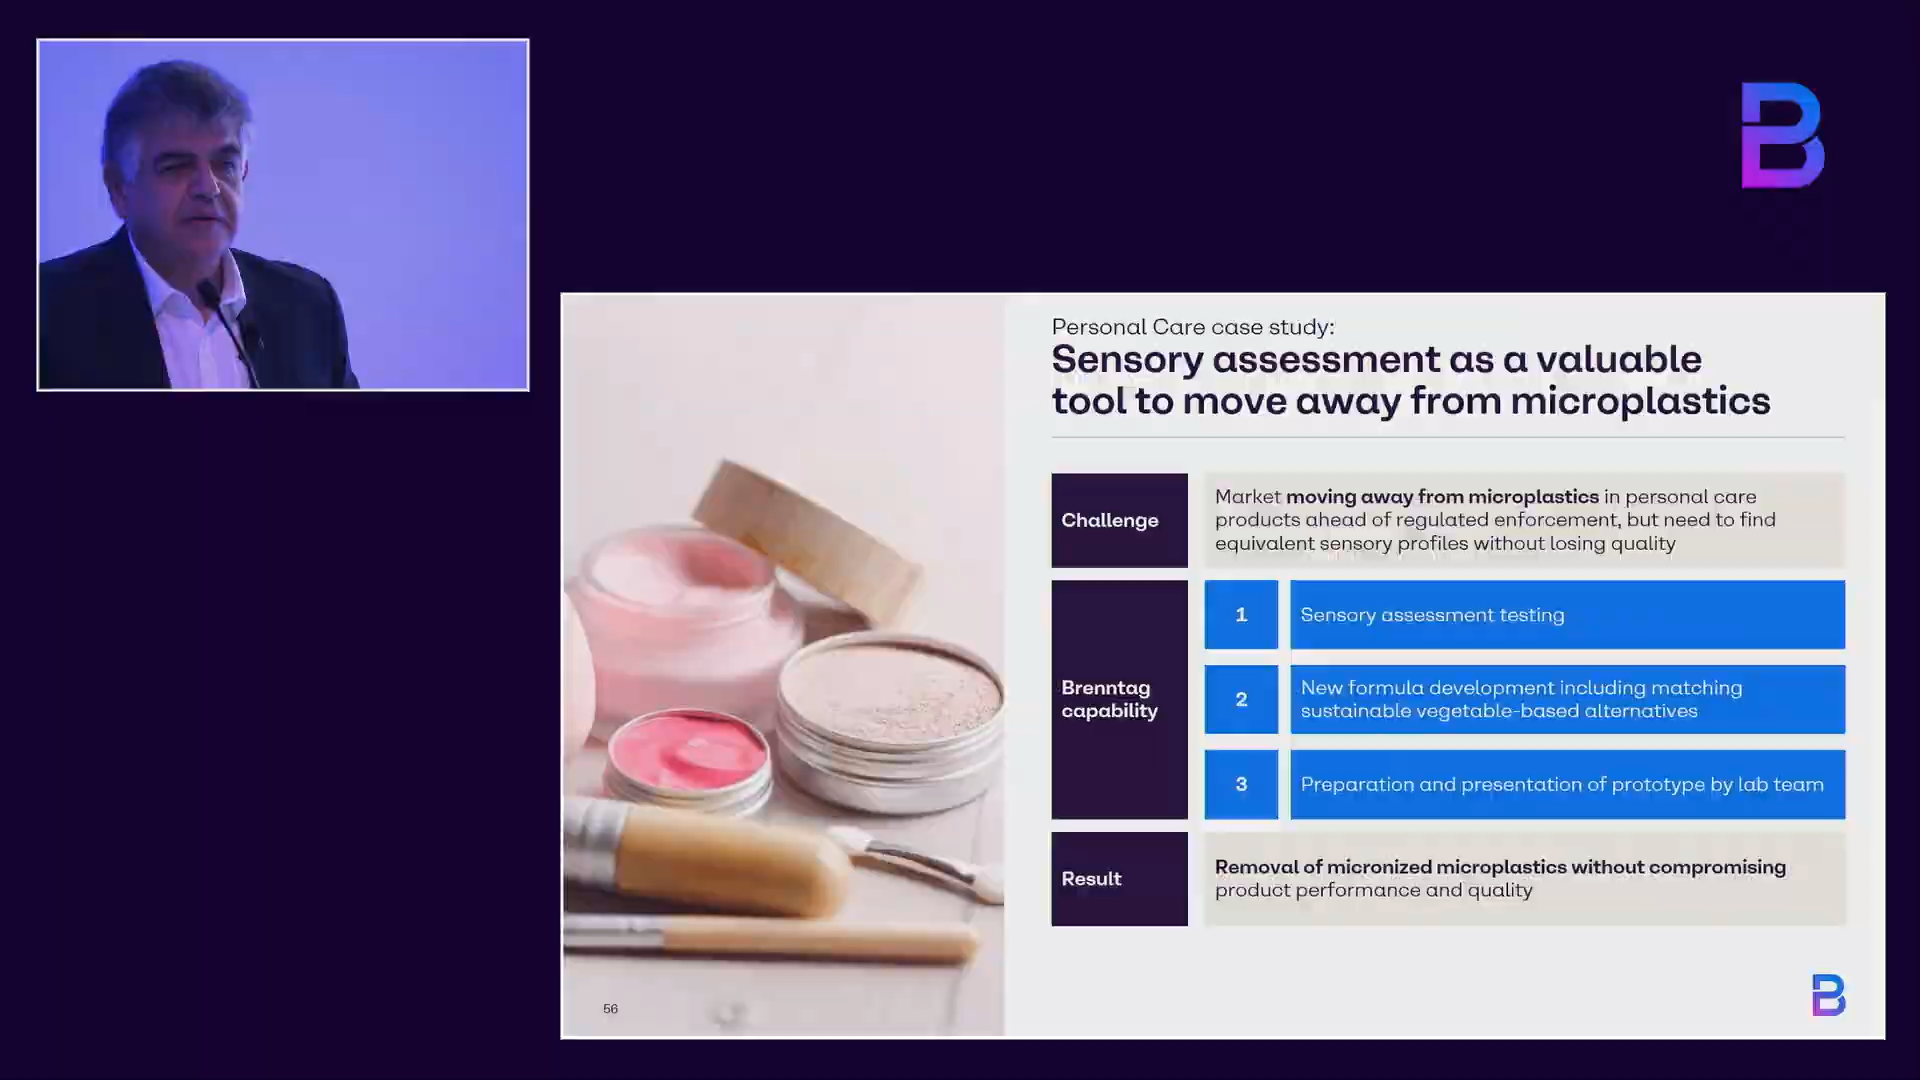 Personal Care case study:
Sensory assessment as a valuable
tool to move away from microplastics
Challenge
Market moving away from microplastics in personal care
products ahead of regulated enforcement, but need to find
equivalent sensory profiles without losing quality
Brenntag
capability
1
Sensory assessment testing
2
New formula development including matching
sustainable vegetable-based alternatives
3
Preparation and presentation of prototype by lab team
Result
Removal of micronized microplastics without compromising
product performance and quality
56